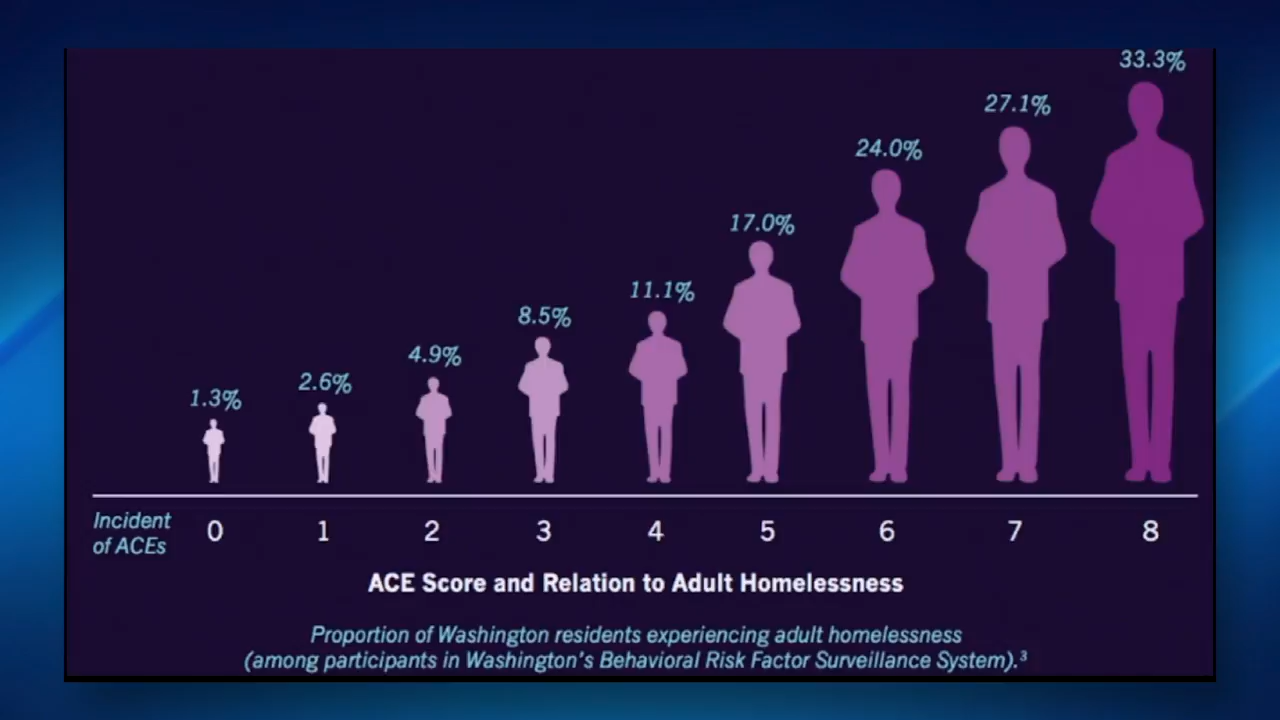 33.3%
27.1%
24.0%
17.0%
11.1%
8.5%
4.9%
2.6%
1.3%
Incident
of ACEs
0 1 2 3 4 5 6 7 8
ACE Score and Relation to Adult Homelessness
Proportion of Washington residents experiencing adult homelessness
(among participants in Washington's Behavioral Risk Factor Surveillance System).³